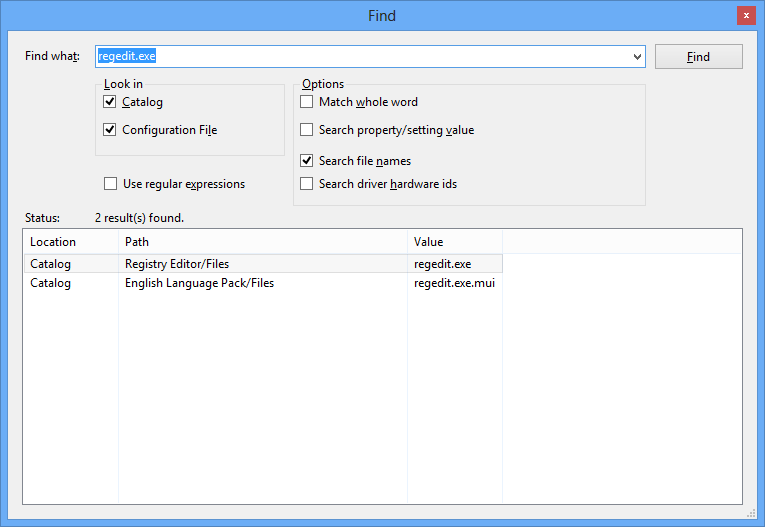 Find
x
Find what: regedit.exe Find
Look in Options
Catalog Match whole word
Configuration File Search property/setting value
Search file names
Use regular expressions Search driver hardware ids
Status: 2 result(s) found.
Location Path Value
Catalog Registry Editor/Files regedit.exe
Catalog English Language Pack/Files regedit.exe.mui